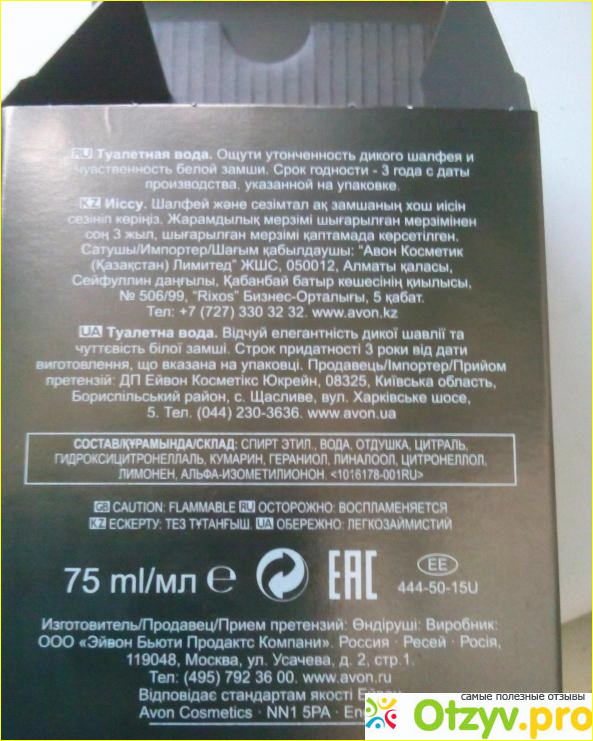 RU Туалетная вода. Ощути утонченность дикого шалфея и
чувственность белой замши. Срок годности - 3 года с даты
производства, указанной на упаковке.
KZ Иіссу. Шалфей және сезімтал ақ замшаның хош иісін
сезініп көріңіз. Жарамдылық мерзімі шығарылған мерзімінен
соң 3 жыл, шығарылған мерзімі қаптамада көрсетілген.
Сатушы/Импортер/Шағым қабылдаушы: "Авон Косметик
(Қазақстан) Лимитед" ЖШС, 050012, Алматы қаласы,
Сейфуллин даңғылы, Қабанбай батыр көшесінің қиылысы,
№ 506/99, "Rixos" Бизнес-Орталығы, 5 қабат.
Тел: +7 (727) 330 32 32. www.avon.kz
UA Туалетна вода. Відчуй елегантність дикої шавлії та
чуттєвість білої замші. Строк придатності 3 роки від дати
виготовлення, що вказана на упаковці. Продавець/Імпортер/Прийом
претензій: ДП Ейвон Косметікс Юкрейн, 08325, Київська область,
Бориспільський район, с. Щасливе, вул. Харківське шосе,
5. Тел. (044) 230-3636. www.avon.ua
СОСТАВ/ҚҰРАМЫНДА/СКЛАД: СПИРТ ЭТИЛ., ВОДА, ОТДУШКА, ЦИТРАЛЬ,
ГИДРОКСИЦИТРОНЕЛЛАЛЬ, КУМАРИН, ГЕРАНИОЛ, ЛИНАЛООЛ, ЦИТРОНЕЛЛОЛ,
ЛИМОНЕН, АЛЬФА-ИЗОМЕТИЛИОНОН. <1016178-001RU>
GB CAUTION: FLAMMABLE RU ОСТОРОЖНО: ВОСПЛАМЕНЯЕТСЯ
KZ ЕСКЕРТУ: ТЕЗ ТҰТАНҒЫШ. UA ОБЕРЕЖНО: ЛЕГКОЗАЙМИСТИЙ
75 ml/мл e EAC EE
444-50-15U
Изготовитель/Продавец/Прием претензий: Өндіруші: Виробник:
ООО «Эйвон Бьюти Продактс Компани». Россия · Ресей · Росія,
119048, Москва, ул. Усачева, д. 2, стр.1.
Тел: (495) 792 36 00. www.avon.ru
Відповідає стандартам якості
Avon Cosmetics · NN1 5PA ·
самые полезные отзывы
Otzyv.pro